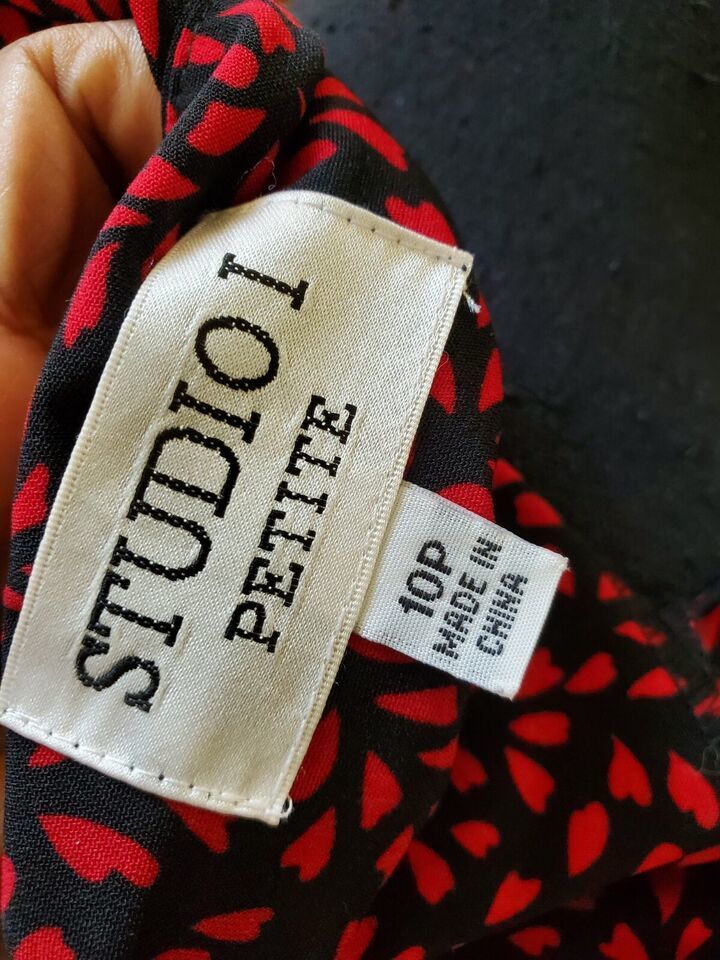 STUDIO I
PETITE
10P
MADE IN
CHINA